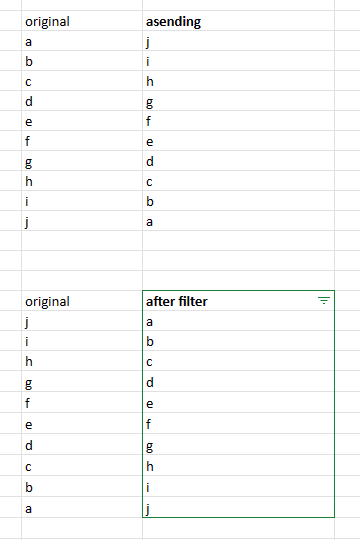 original asending
a j
b i
c h
d g
e f
f e
g d
h c
i b
j a
original after filter
j a
i b
h c
g d
f e
e f
d g
c h
b i
a j